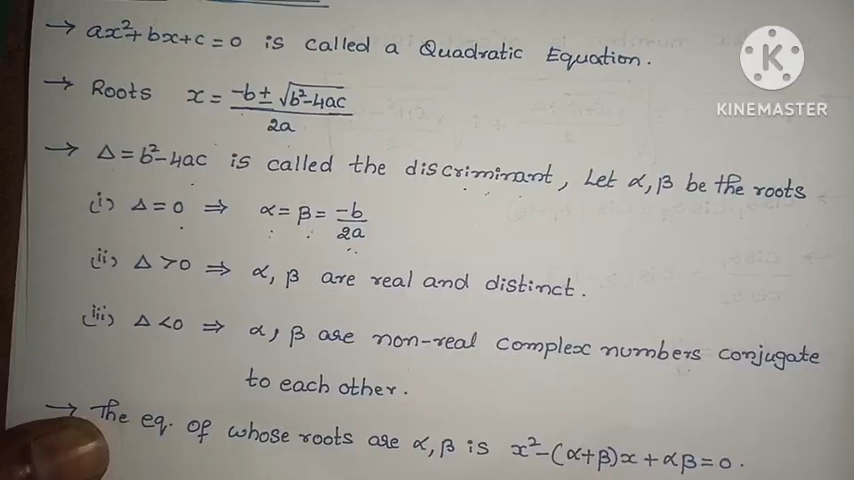 → ax²+bx+c=0 is called a Quadratic Equation.
KINEMASTER
→ Roots x = (-b ± √(b²-4ac)) / 2a
→ Δ = b²-4ac is called the discriminant, Let α, β be the roots
(i) Δ=0 ⇒ α = β = -b / 2a
(ii) Δ>0 ⇒ α, β are real and distinct.
(iii) Δ<0 ⇒ α, β are non-real complex numbers conjugate
to each other.
→ The eq. of whose roots are α, β is x²-(α+β)x+αβ=0.